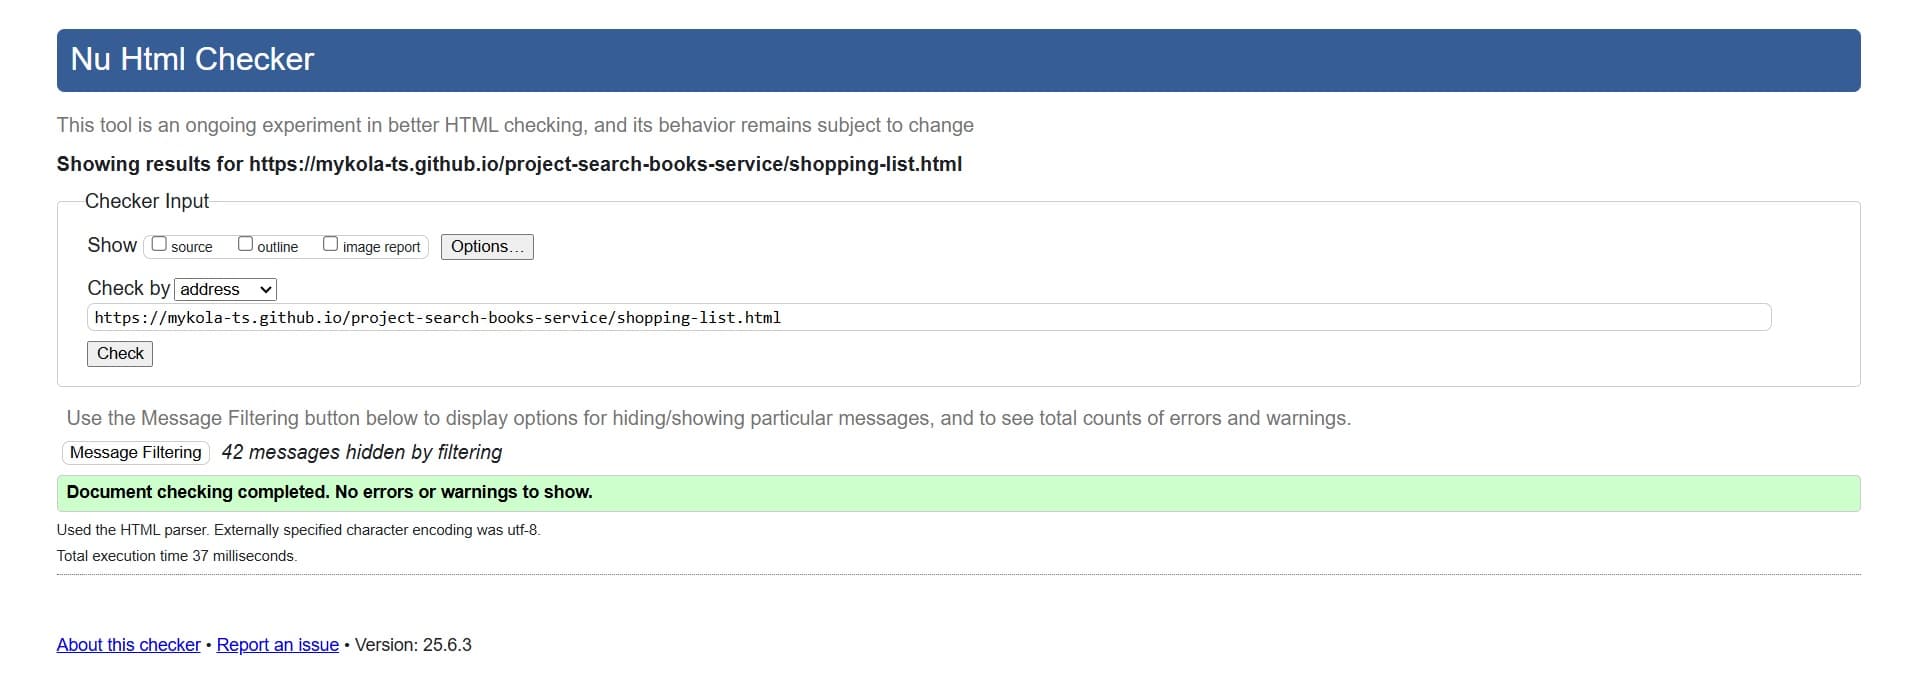 Nu Html Checker
This tool is an ongoing experiment in better HTML checking, and its behavior remains subject to change
Showing results for https://mykola-ts.github.io/project-search-books-service/shopping-list.html
Checker Input
Show source outline image report Options...
Check by address
https://mykola-ts.github.io/project-search-books-service/shopping-list.html
Check
Use the Message Filtering button below to display options for hiding/showing particular messages, and to see total counts of errors and warnings.
Message Filtering 42 messages hidden by filtering
Document checking completed. No errors or warnings to show.
Used the HTML parser. Externally specified character encoding was utf-8.
Total execution time 37 milliseconds.
About this checker • Report an issue • Version: 25.6.3